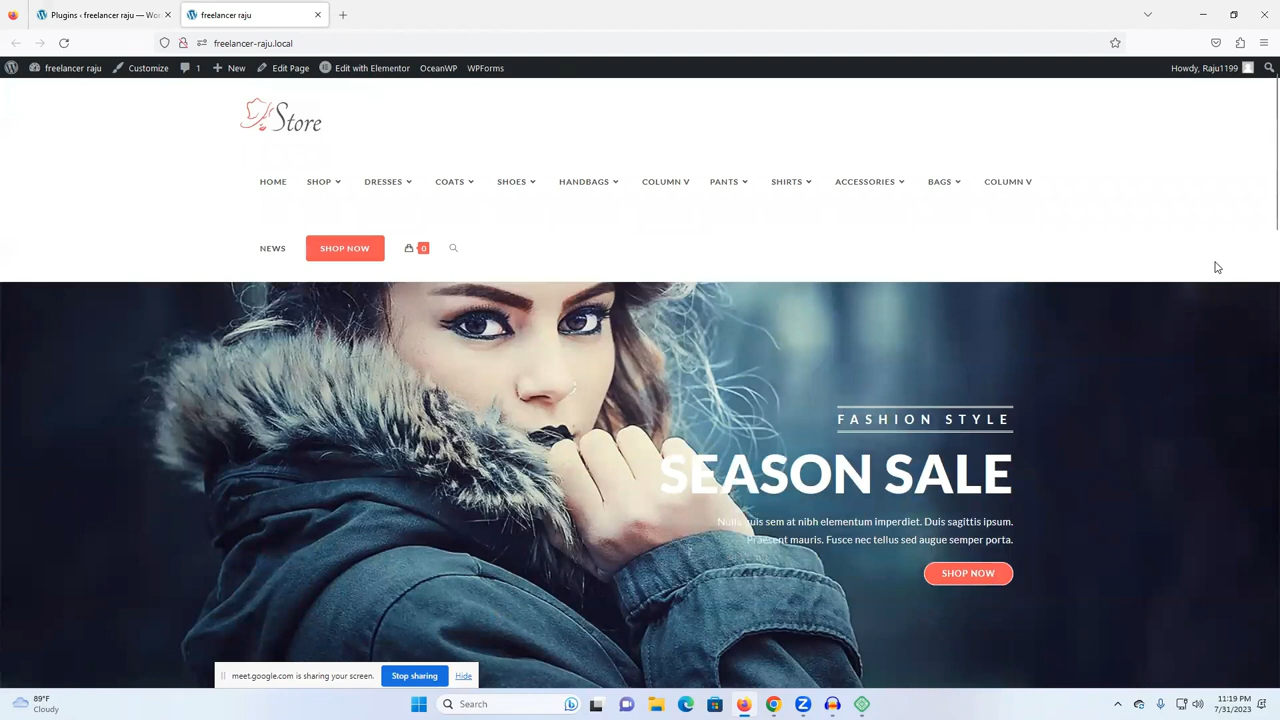 Plugins ‹ freelancer raju — Wo
freelancer raju
freelancer-raju.local
freelancer raju Customize 1 New Edit Page Edit with Elementor OceanWP WPForms Howdy, Raju1199
Store
HOME SHOP DRESSES COATS SHOES HANDBAGS COLUMN V PANTS SHIRTS ACCESSORIES BAGS COLUMN V
NEWS SHOP NOW 0
FASHION STYLE
SEASON SALE
Nulla quis sem at nibh elementum imperdiet. Duis sagittis ipsum.
Praesent mauris. Fusce nec tellus sed augue semper porta.
SHOP NOW
meet.google.com is sharing your screen. Stop sharing Hide
89°F
Cloudy
Search
11:19 PM
7/31/2023